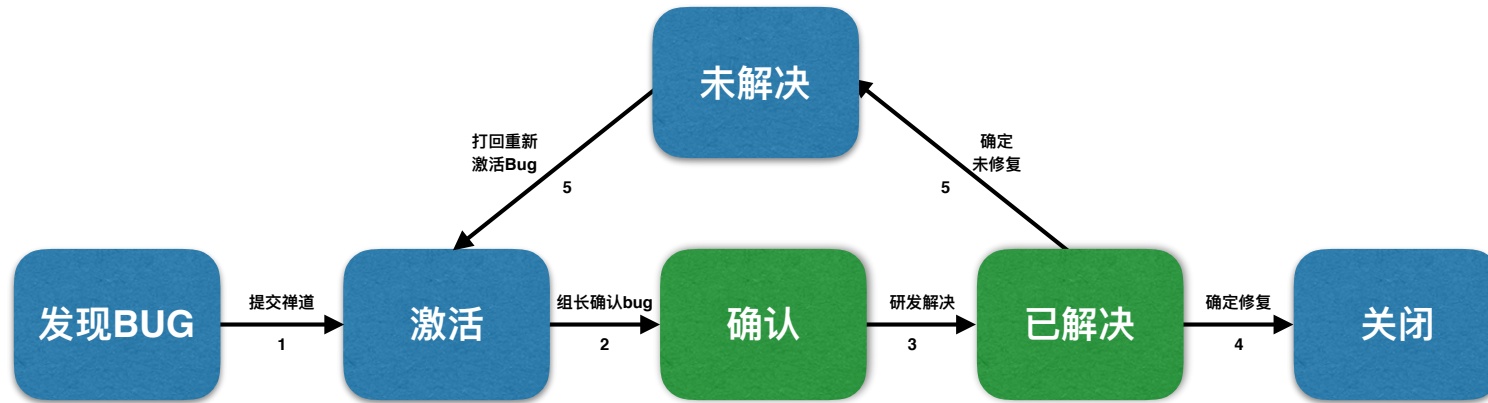 未解决
打回重新
激活Bug
5
确定
未修复
5
发现BUG
提交禅道
1
激活
组长确认bug
2
确认
研发解决
3
已解决
确定修复
4
关闭